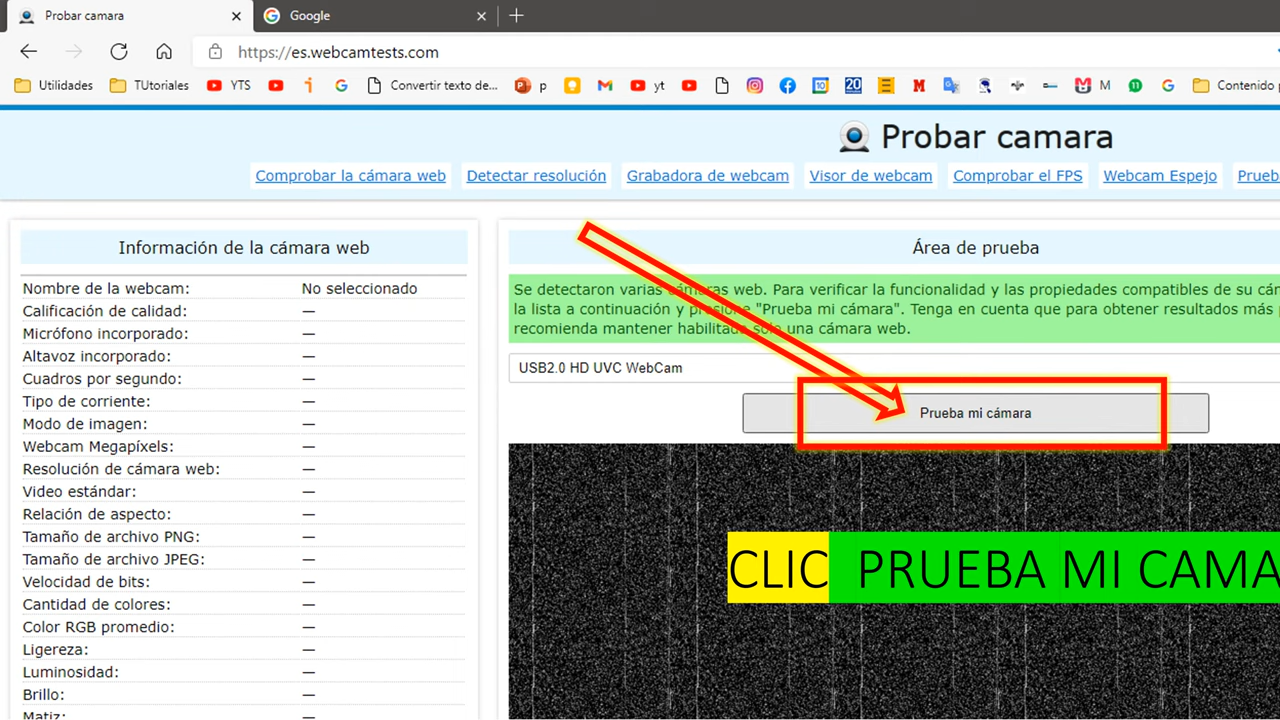 Probar camara
Google
https://es.webcamtests.com
Utilidades
TUtoriales
YTS
Convertir texto de...
p
yt
20
M
11
Contenido
Probar camara
Comprobar la cámara web
Detectar resolución
Grabadora de webcam
Visor de webcam
Comprobar el FPS
Webcam Espejo
Prueb
Información de la cámara web
Nombre de la webcam: No seleccionado
Calificación de calidad: —
Micrófono incorporado: —
Altavoz incorporado: —
Cuadros por segundo: —
Tipo de corriente: —
Modo de imagen: —
Webcam Megapíxels: —
Resolución de cámara web: —
Video estándar: —
Relación de aspecto: —
Tamaño de archivo PNG: —
Tamaño de archivo JPEG: —
Velocidad de bits: —
Cantidad de colores: —
Color RGB promedio: —
Ligereza: —
Luminosidad: —
Brillo: —
Matiz: —
Área de prueba
Se detectaron varias cámaras web. Para verificar la funcionalidad y las propiedades compatibles de su cám
la lista a continuación y presione "Prueba mi cámara". Tenga en cuenta que para obtener resultados más p
recomienda mantener habilitada solo una cámara web.
USB2.0 HD UVC WebCam
Prueba mi cámara
CLIC PRUEBA MI CAMA